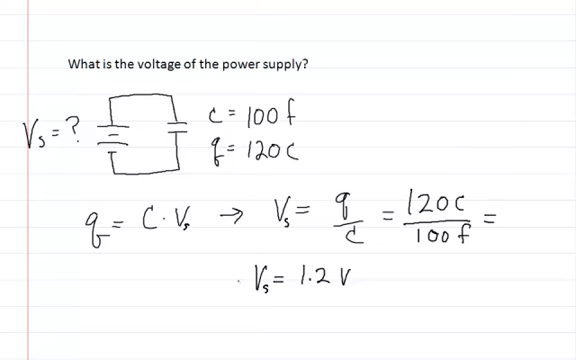 What is the voltage of the power supply?
Vs = ?
C = 100 f
q = 120 C
q = C · Vs → Vs = q/C = 120 C/100 f =
Vs = 1.2 V